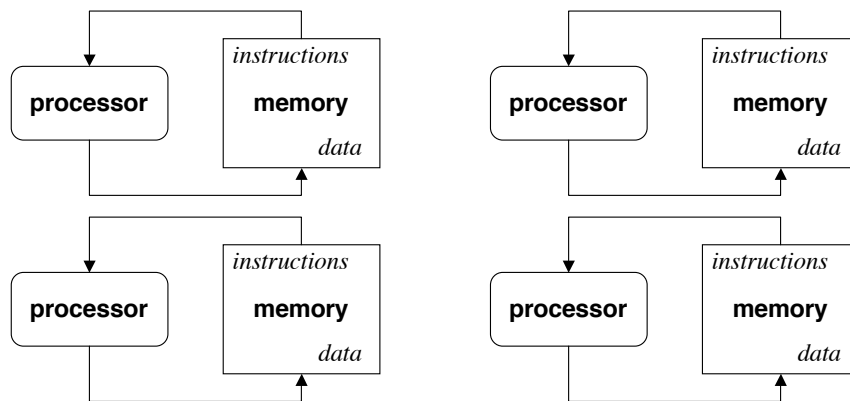 instructions
processor
memory
data
instructions
processor
memory
data
instructions
processor
memory
data
instructions
processor
memory
data